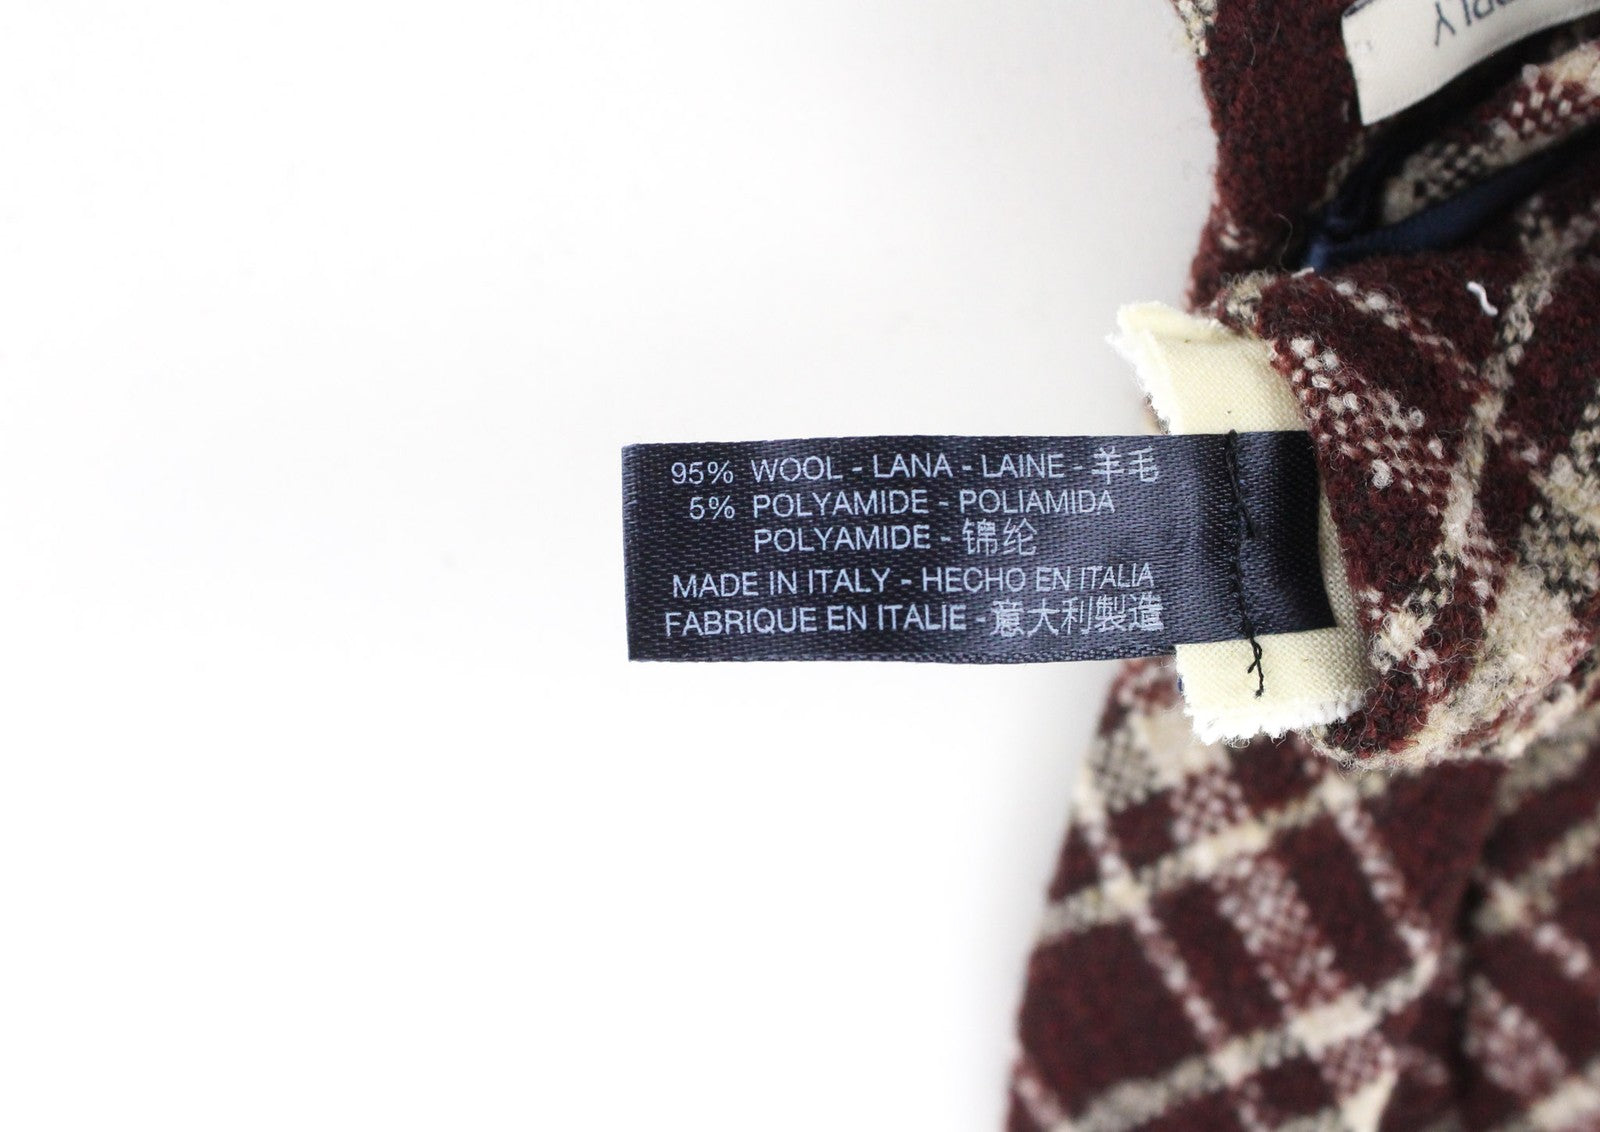 95% WOOL - LANA - LAINE - 羊毛
5% POLYAMIDE - POLIAMIDA
POLYAMIDE - 锦纶
MADE IN ITALY - HECHO EN ITALIA
FABRIQUE EN ITALIE - 意大利製造